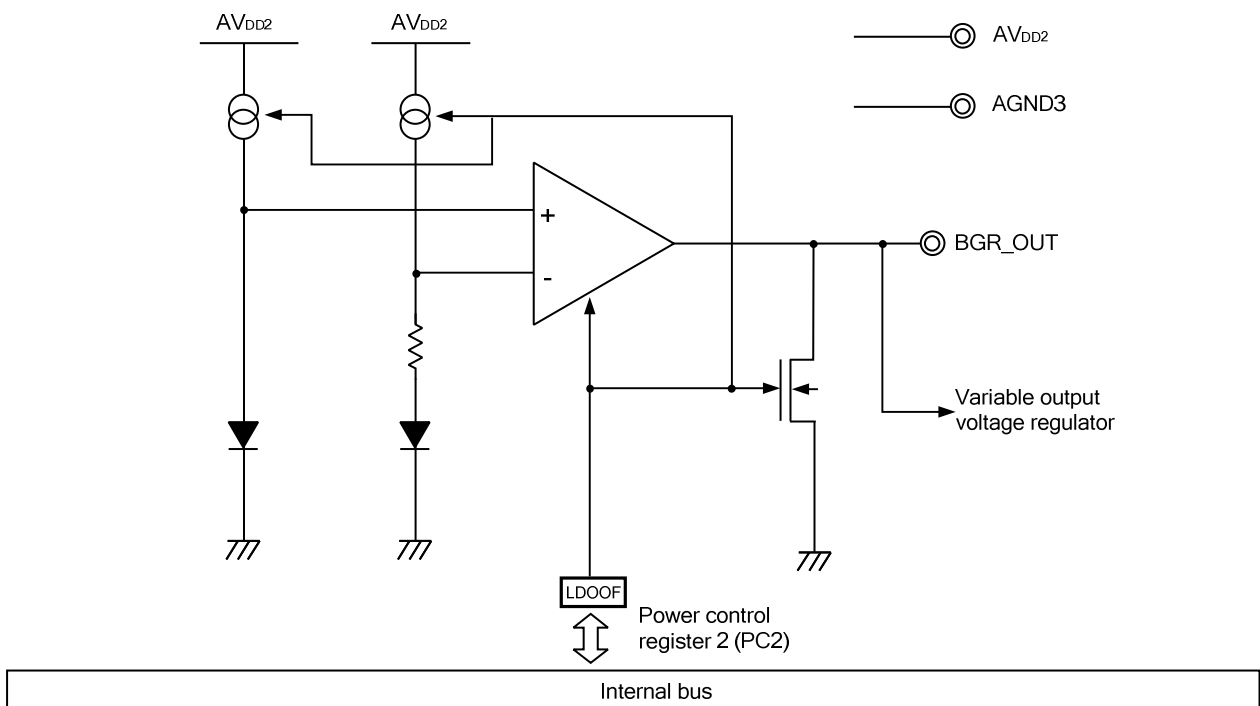 AVDD2
AVDD2
AVDD2
AGND3
+
-
BGR_OUT
Variable output
voltage regulator
LDOOF
Power control
register 2 (PC2)
Internal bus